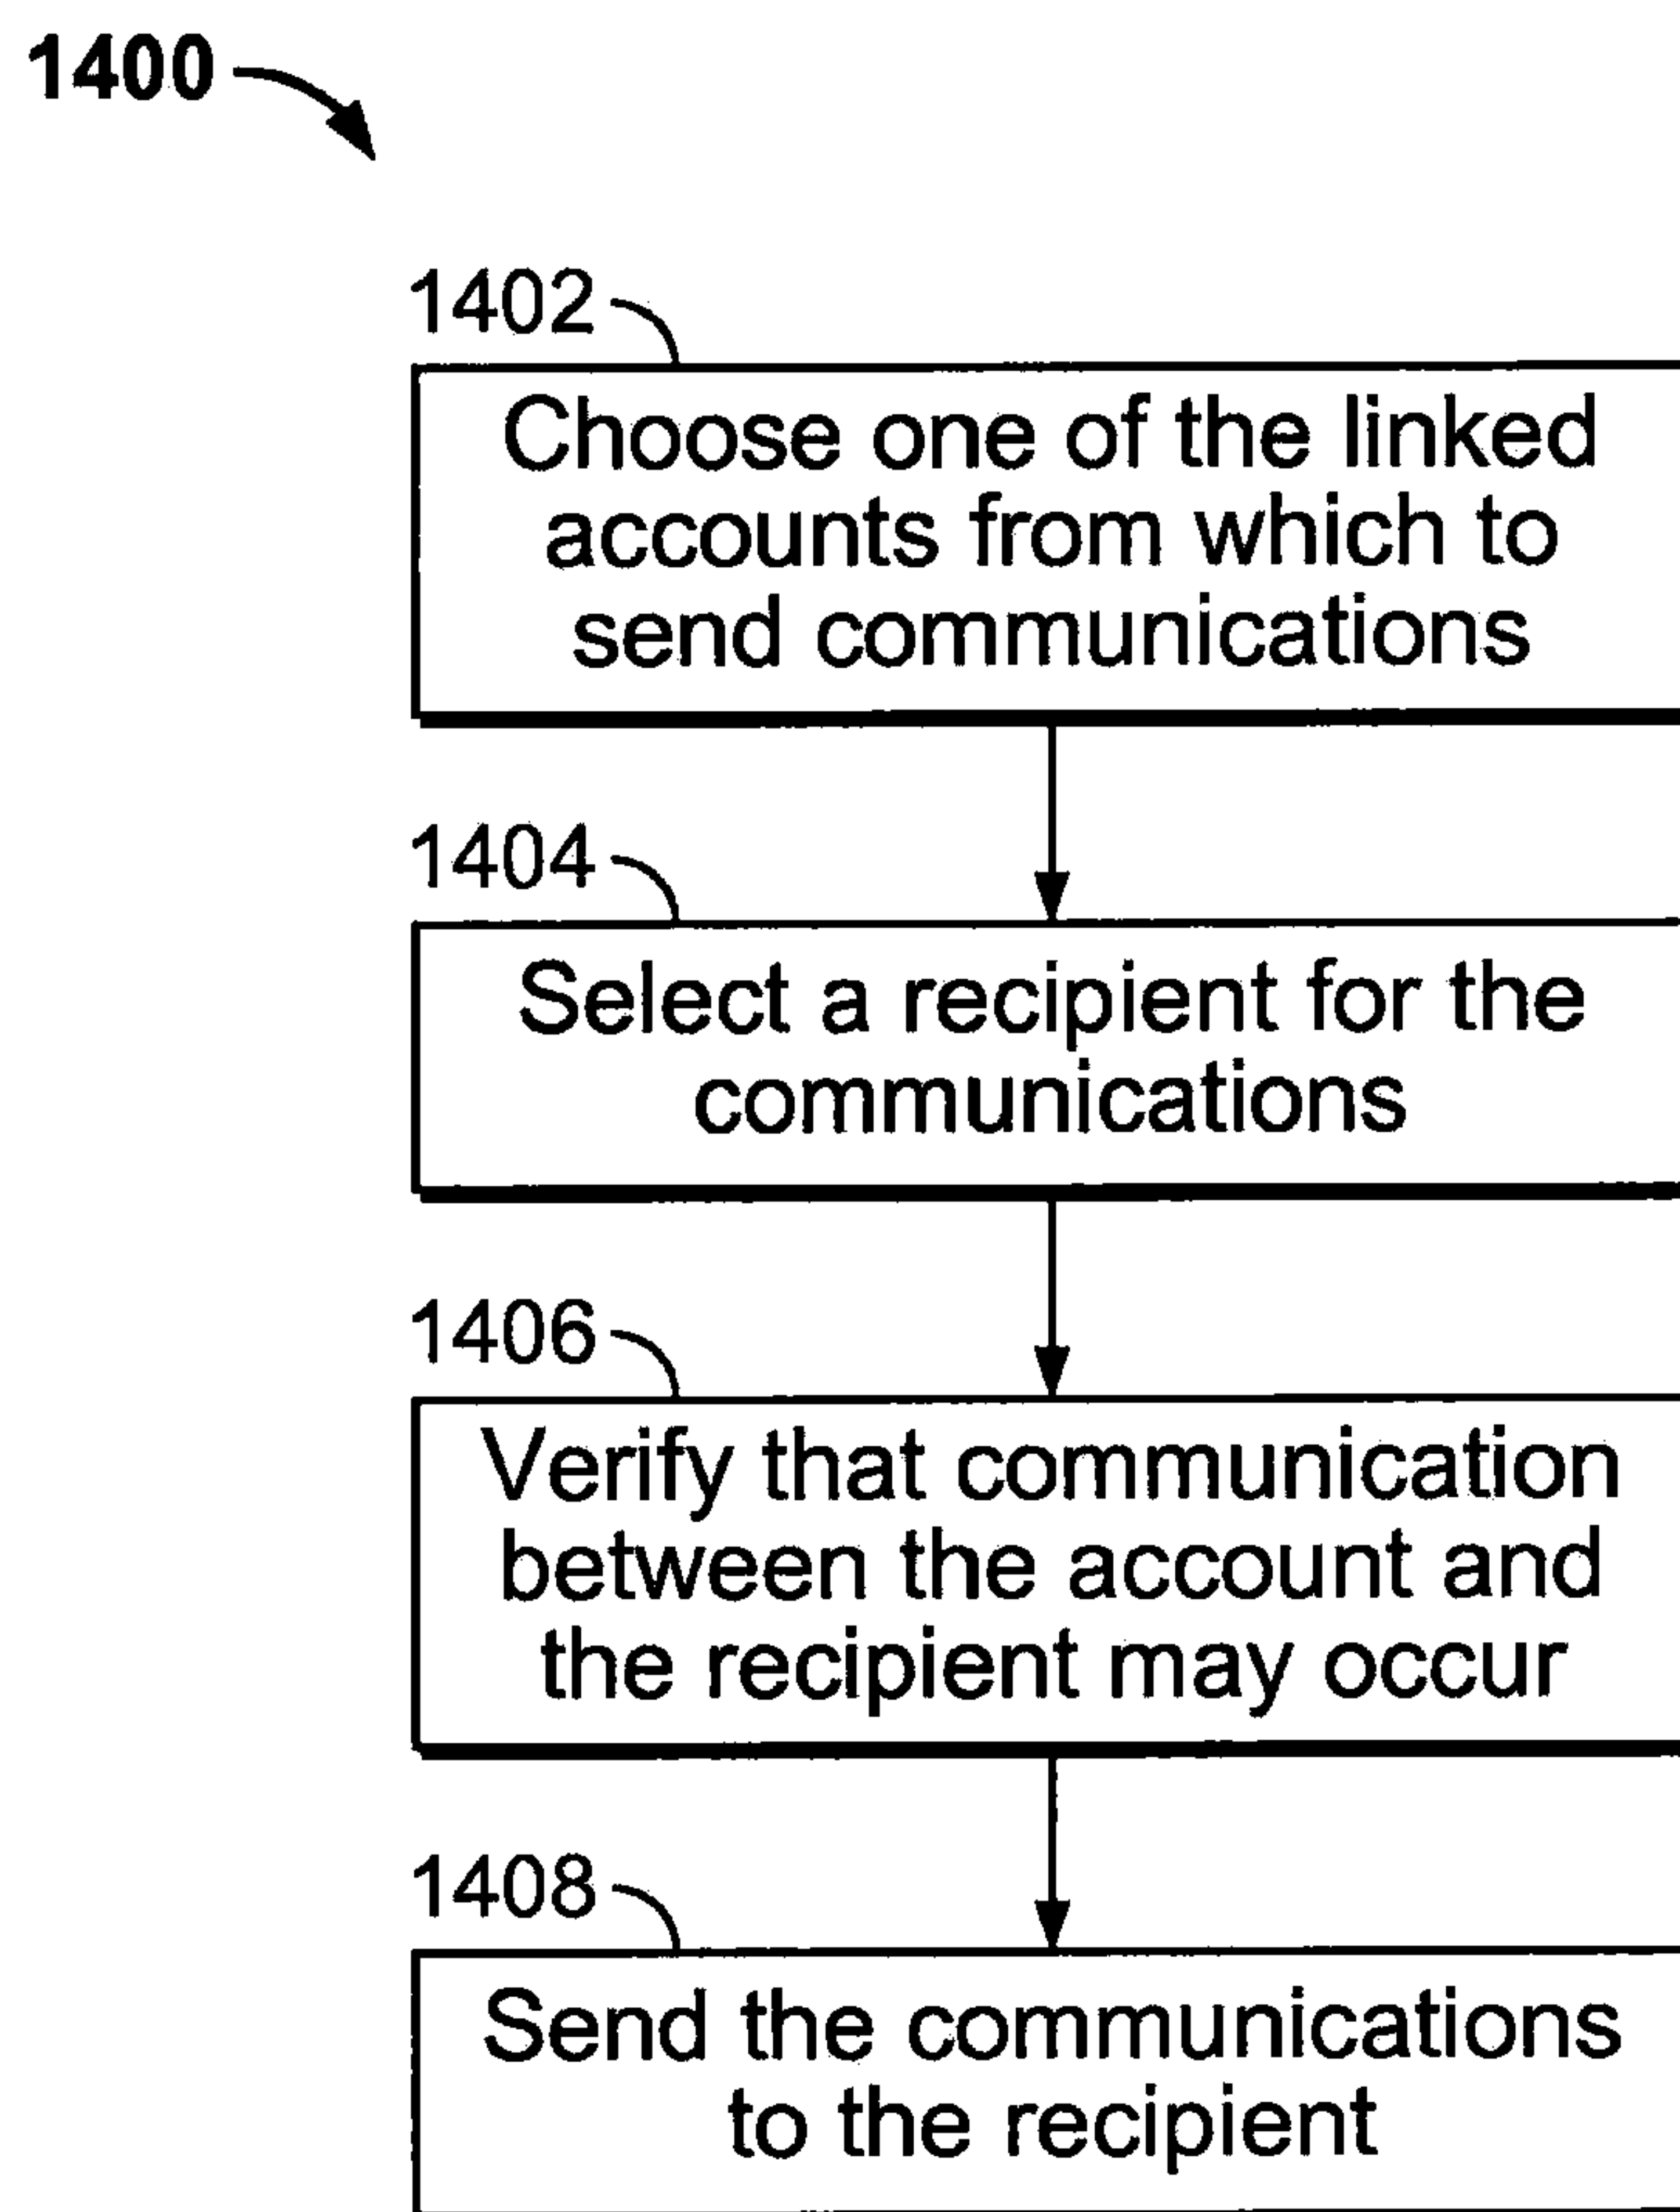 1400
1402
Choose one of the linked
accounts from which to
send communications
1404
Select a recipient for the
communications
1406
Verify that communication
between the account and
the recipient may occur
1408
Send the communications
to the recipient